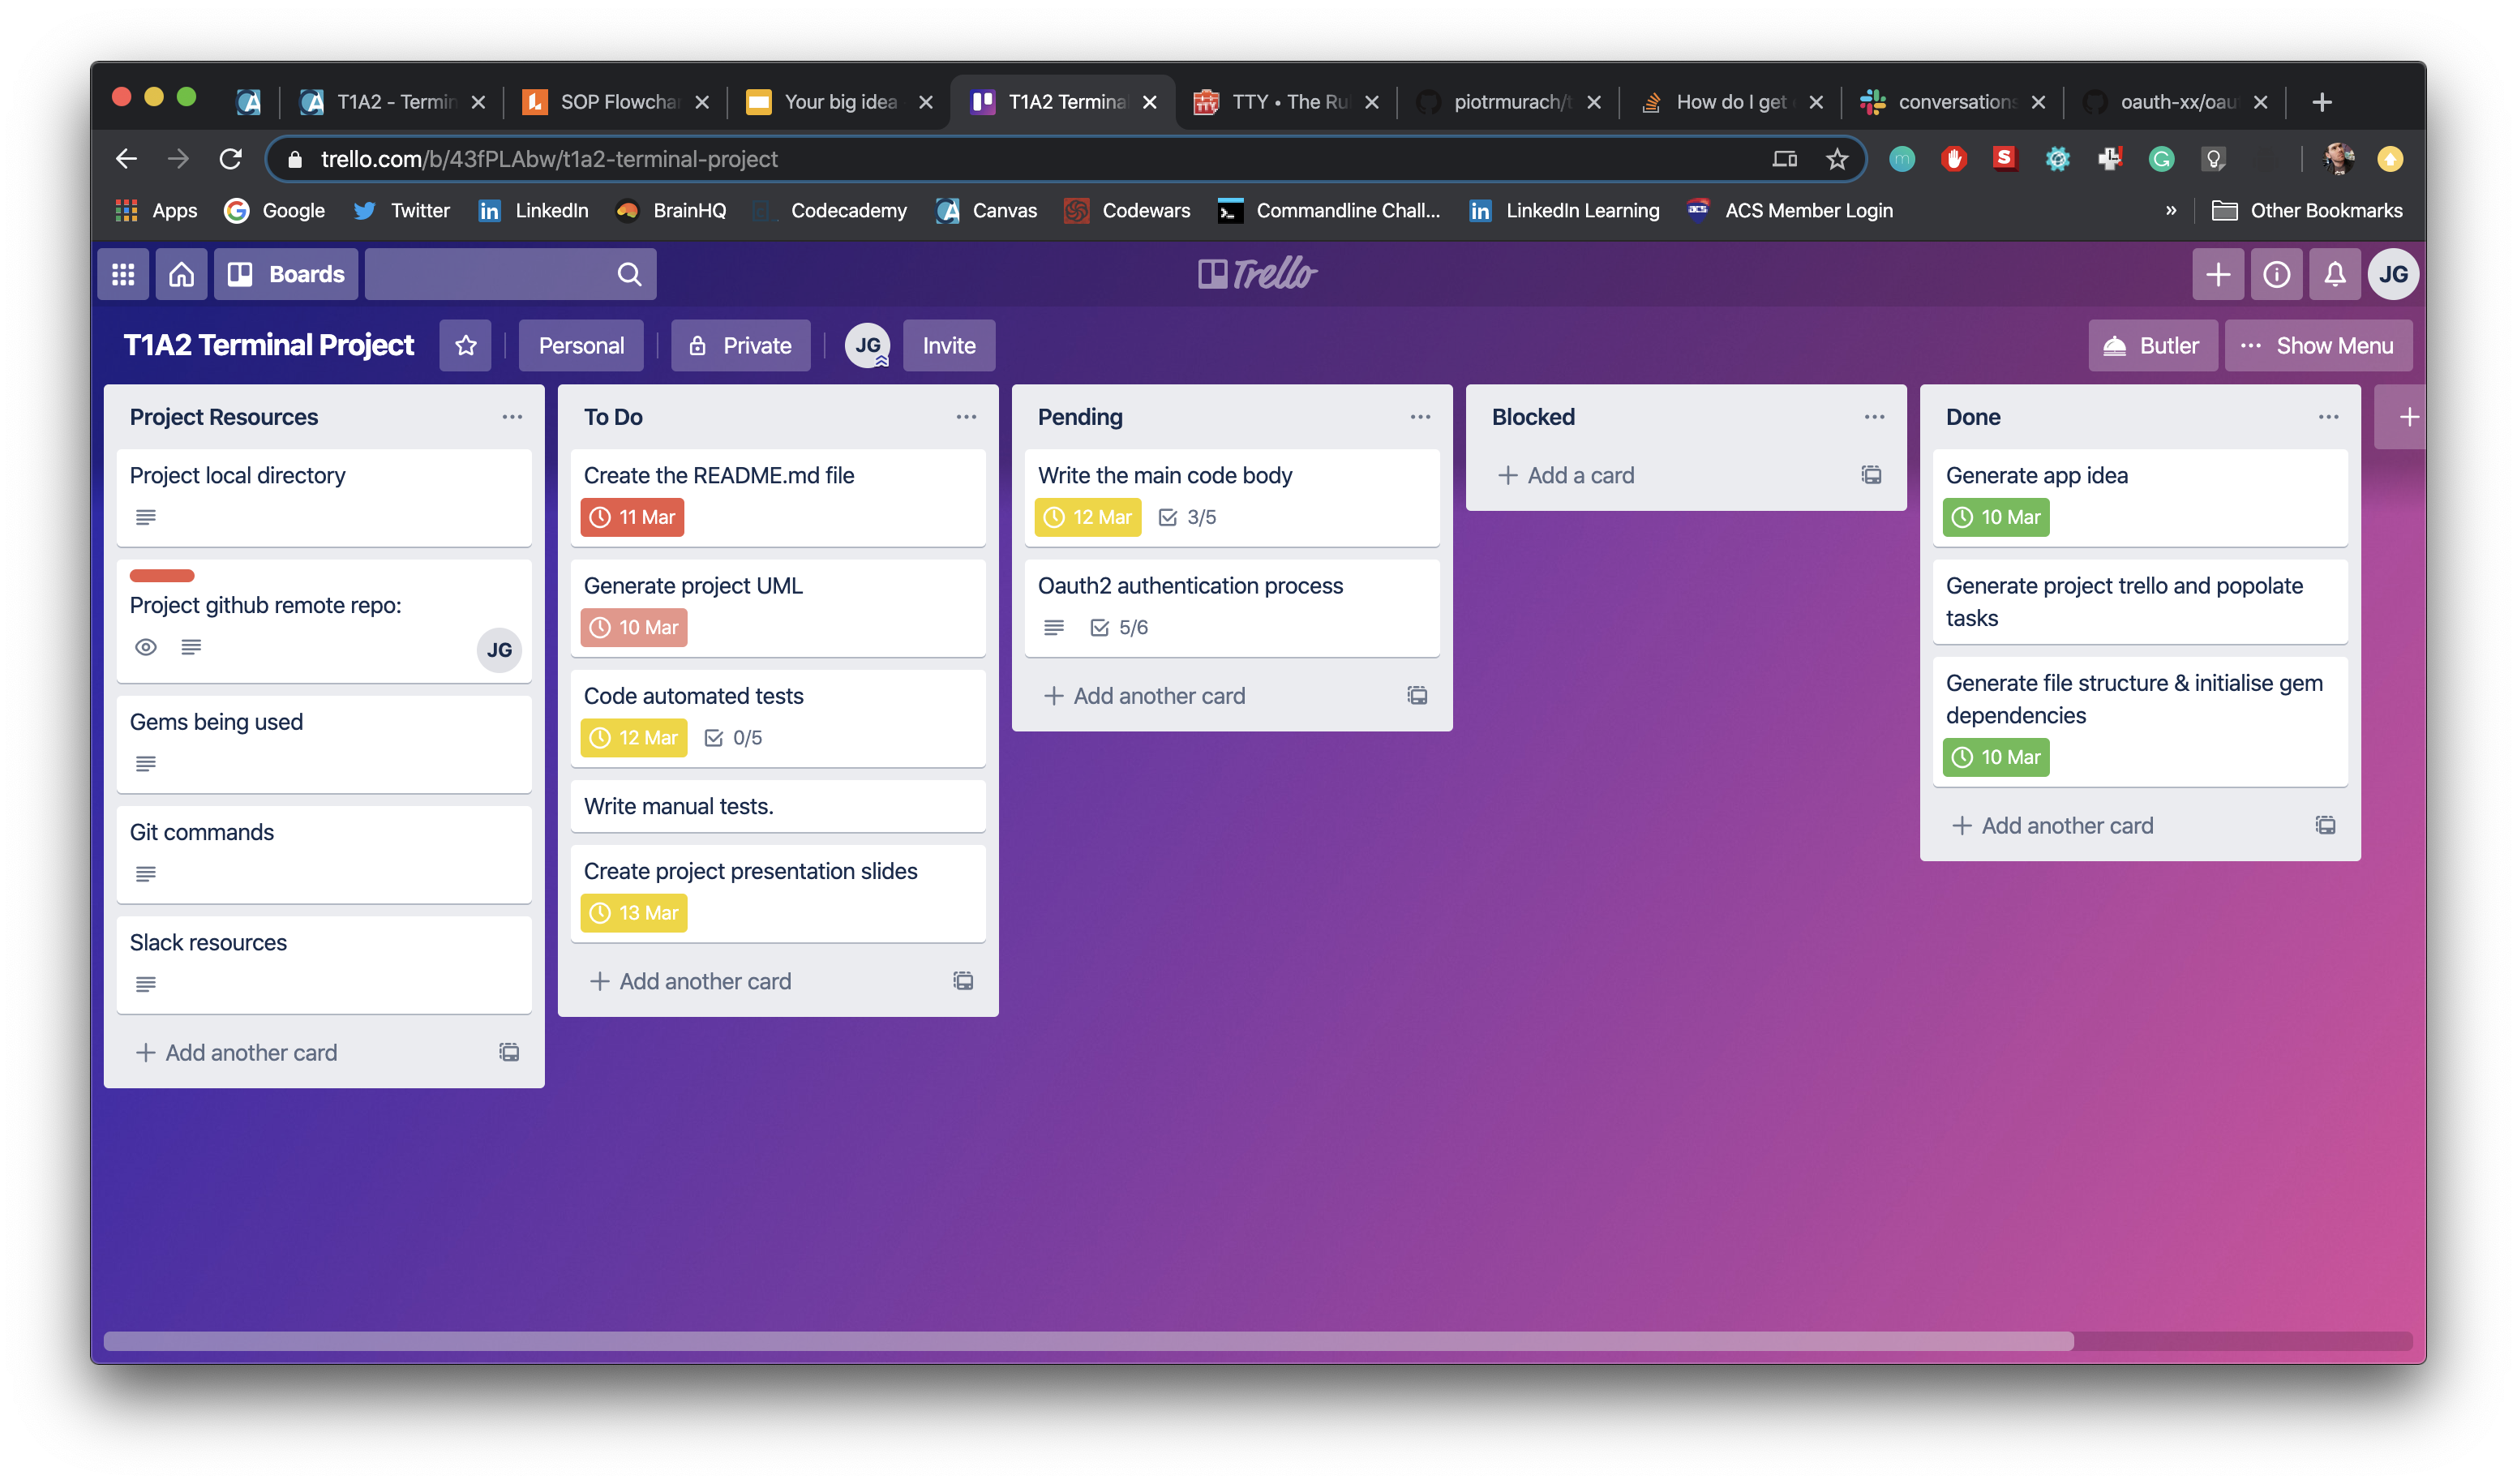 T1A2 - Termin
SOP Flowchar
Your big idea
T1A2 Terminal
TTY • The Ru
piotrmurach/t
How do I get
conversations
oauth-xx/oau
trello.com/b/43fPLAbw/t1a2-terminal-project
Apps
Google
Twitter
LinkedIn
BrainHQ
Codecademy
Canvas
Codewars
Commandline Chall...
LinkedIn Learning
ACS Member Login
»
Other Bookmarks
Boards
Trello
JG
T1A2 Terminal Project
Personal
Private
JG
Invite
Butler
Show Menu
Project Resources
Project local directory
Project github remote repo:
JG
Gems being used
Git commands
Slack resources
Add another card
To Do
Create the README.md file
11 Mar
Generate project UML
10 Mar
Code automated tests
12 Mar
0/5
Write manual tests.
Create project presentation slides
13 Mar
Add another card
Pending
Write the main code body
12 Mar
3/5
Oauth2 authentication process
5/6
Add another card
Blocked
Add a card
Done
Generate app idea
10 Mar
Generate project trello and popolate
tasks
Generate file structure & initialise gem
dependencies
10 Mar
Add another card